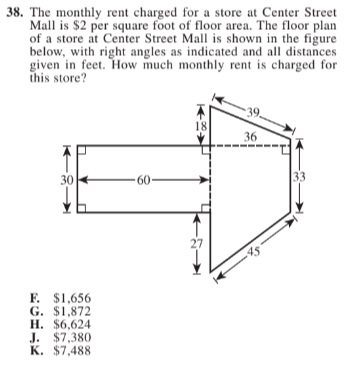 38. The monthly rent charged for a store at Center Street
Mall is $2 per square foot of floor area. The floor plan
of a store at Center Street Mall is shown in the figure
below, with right angles as indicated and all distances
given in feet. How much monthly rent is charged for
this store?
39
18
36
30
60
33
27
45
F. $1,656
G. $1,872
H. $6,624
J. $7,380
K. $7,488